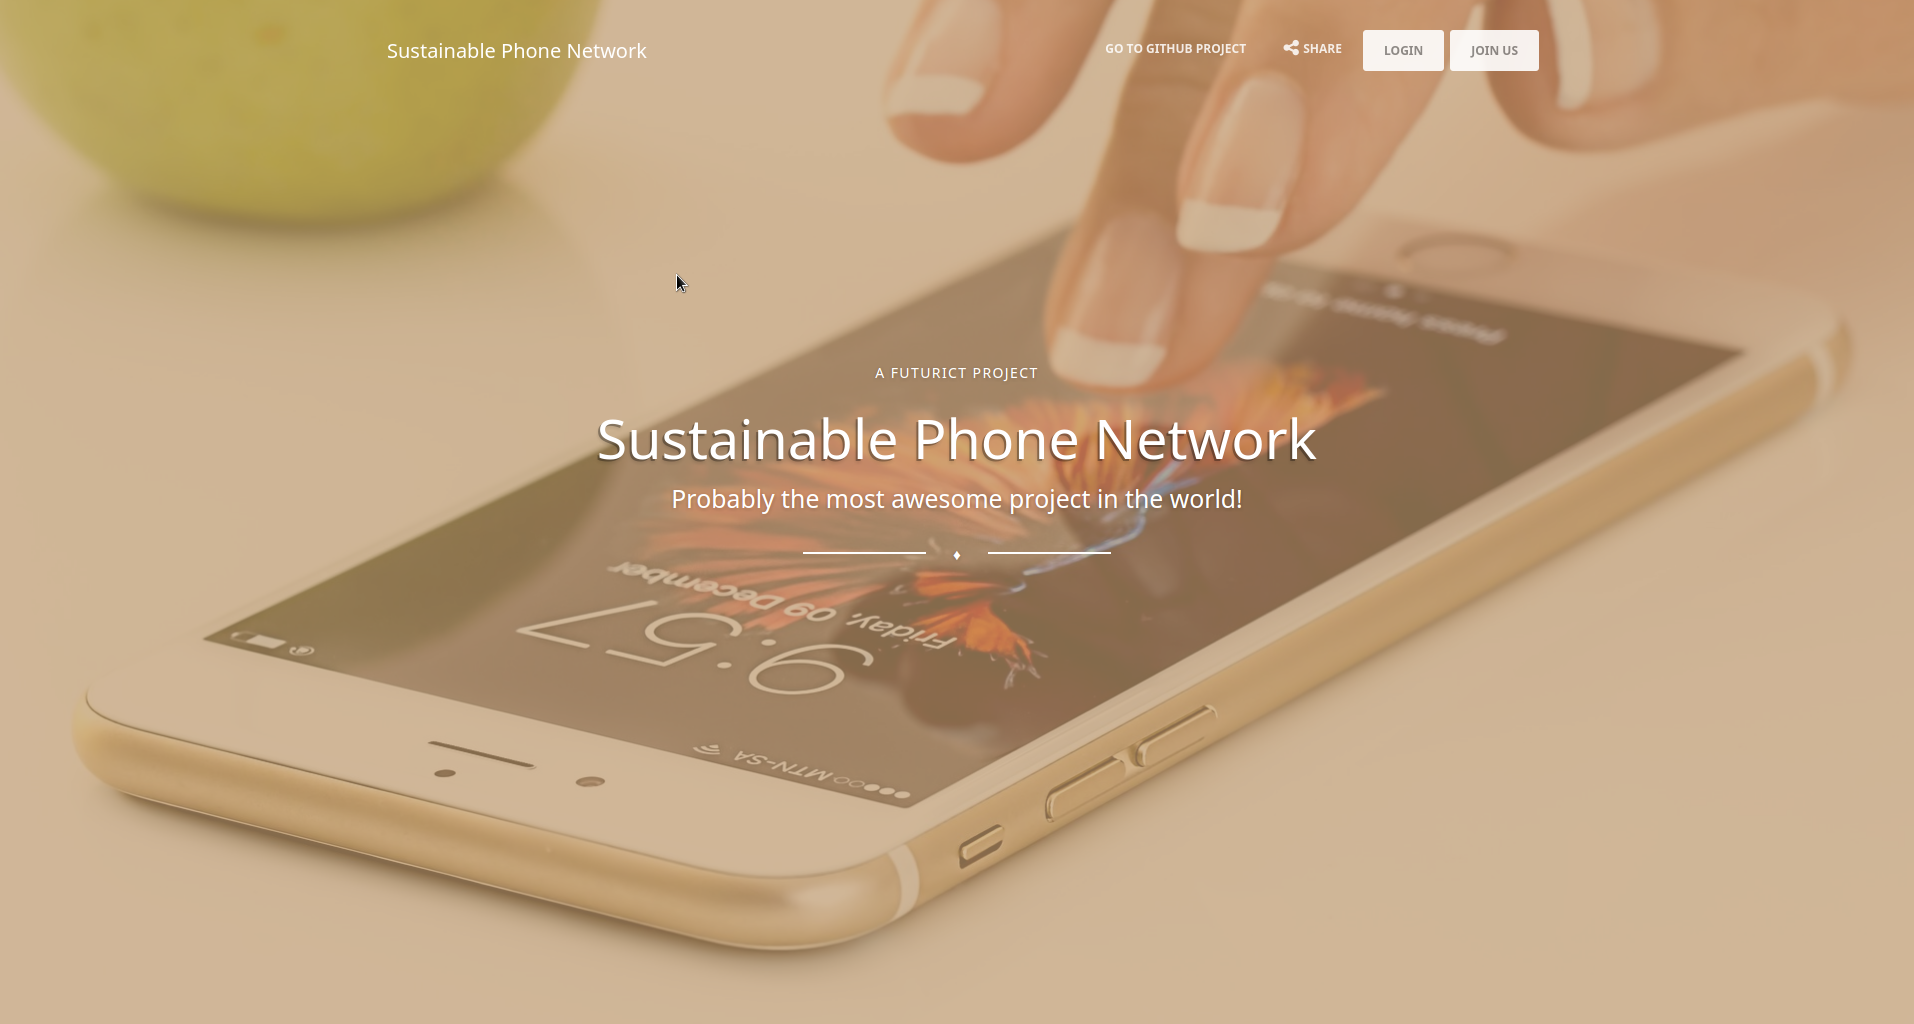 Sustainable Phone Network
GO TO GITHUB PROJECT
SHARE
LOGIN
JOIN US
A FUTURICT PROJECT
Sustainable Phone Network
Probably the most awesome project in the world!
MTN-SA
9:57
Friday, 09 December